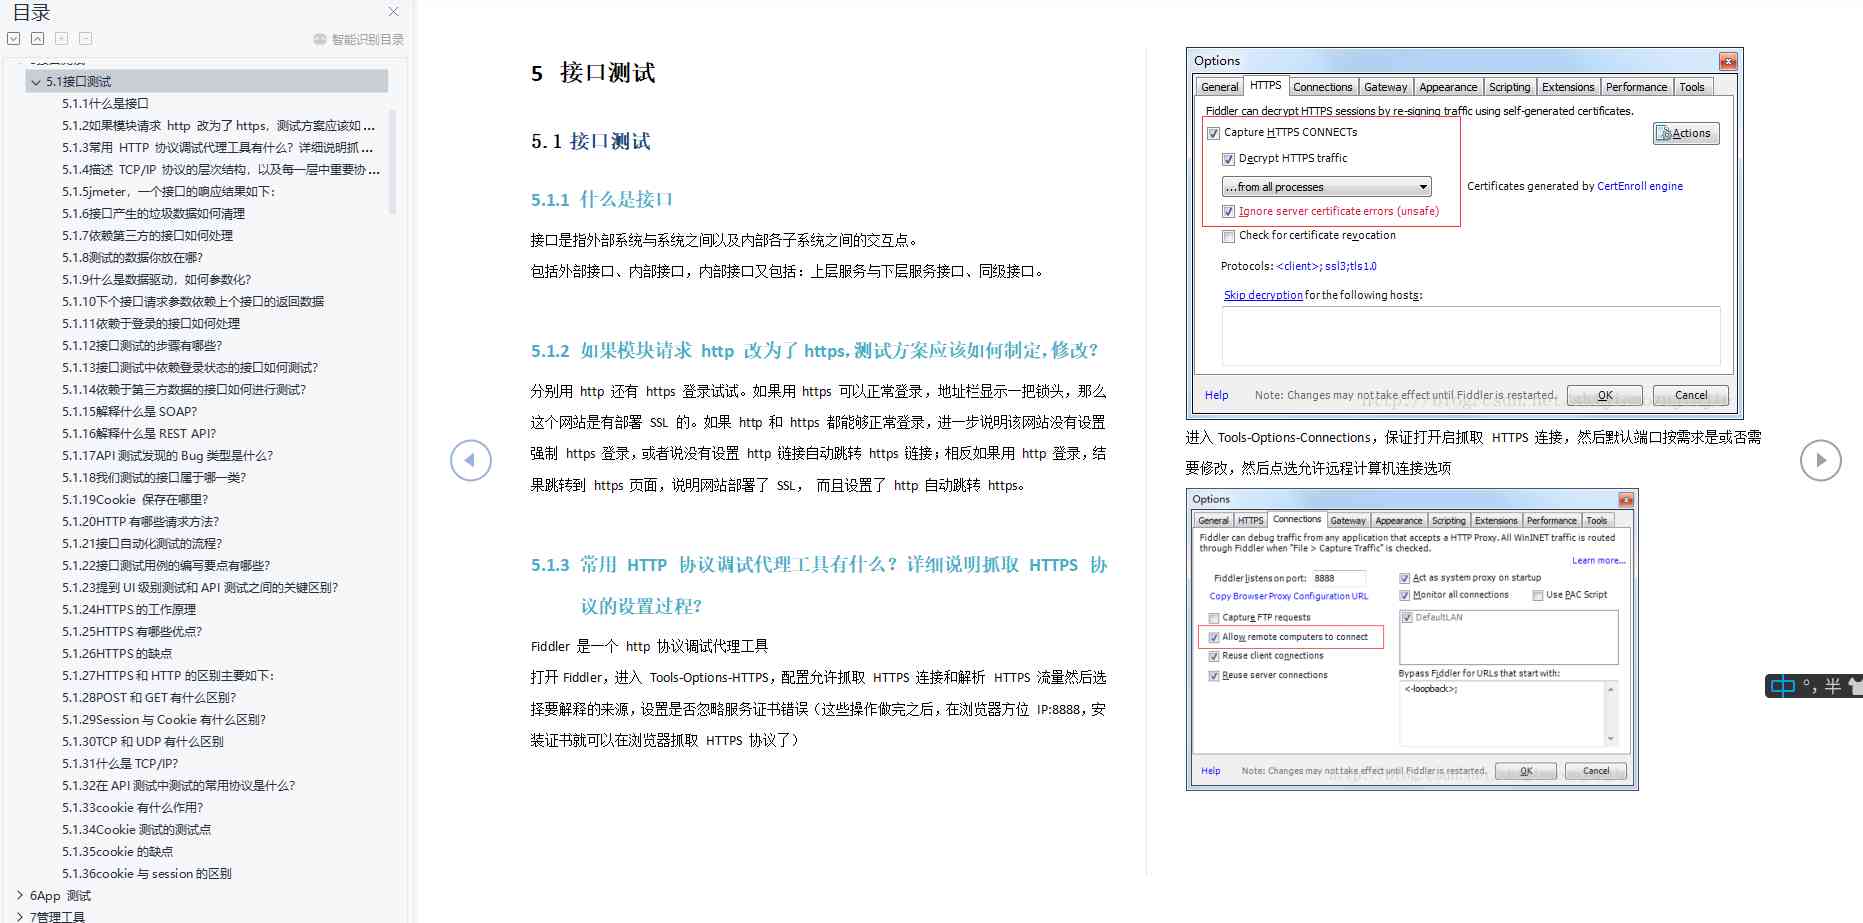 目录
智能识别目录
5.1接口测试
5.1.1什么是接口
5.1.2如果模块请求 http 改为了https，测试方案应该如 ...
5.1.3常用 HTTP 协议调试代理工具有什么？详细说明抓 ...
5.1.4描述 TCP/IP 协议的层次结构，以及每一层中重要协 ...
5.1.5jmeter，一个接口的响应结果如下：
5.1.6接口产生的垃圾数据如何清理
5.1.7依赖第三方的接口如何处理
5.1.8测试的数据你放在哪？
5.1.9什么是数据驱动，如何参数化？
5.1.10下个接口请求参数依赖上个接口的返回数据
5.1.11依赖于登录的接口如何处理
5.1.12接口测试的步骤有哪些？
5.1.13接口测试中依赖登录状态的接口如何测试？
5.1.14依赖于第三方数据的接口如何进行测试？
5.1.15解释什么是 SOAP？
5.1.16解释什么是 REST API？
5.1.17API 测试发现的 Bug 类型是什么？
5.1.18我们测试的接口属于哪一类？
5.1.19Cookie 保存在哪里？
5.1.20HTTP 有哪些请求方法？
5.1.21接口自动化测试的流程？
5.1.22接口测试用例的编写要点有哪些？
5.1.23提到 UI 级别测试和 API 测试之间的关键区别？
5.1.24HTTPS 的工作原理
5.1.25HTTPS 有哪些优点？
5.1.26HTTPS 的缺点
5.1.27HTTPS 和 HTTP 的区别主要如下：
5.1.28POST 和 GET 有什么区别？
5.1.29Session 与 Cookie 有什么区别？
5.1.30TCP 和 UDP 有什么区别
5.1.31什么是 TCP/IP？
5.1.32在 API 测试中测试的常用协议是什么？
5.1.33cookie 有什么作用？
5.1.34Cookie 测试的测试点
5.1.35cookie 的缺点
5.1.36cookie 与 session 的区别
6App 测试
7管理工具
5 接口测试
5.1 接口测试
5.1.1 什么是接口
接口是指外部系统与系统之间以及内部各子系统之间的交互点。
包括外部接口、内部接口，内部接口又包括：上层服务与下层服务接口、同级接口。
5.1.2 如果模块请求 http 改为了 https，测试方案应该如何制定，修改？
分别用 http 还有 https 登录试试。如果用 https 可以正常登录，地址栏显示一把锁头，那么
这个网站是有部署 SSL 的。如果 http 和 https 都能够正常登录，进一步说明该网站没有设置
强制 https 登录，或者说没有设置 http 链接自动跳转 https 链接；相反如果用 http 登录，结
果跳转到 https 页面，说明网站部署了 SSL， 而且设置了 http 自动跳转 https。
5.1.3 常用 HTTP 协议调试代理工具有什么？详细说明抓取 HTTPS 协
议的设置过程？
Fiddler 是一个 http 协议调试代理工具
打开 Fiddler，进入 Tools-Options-HTTPS，配置允许抓取 HTTPS 连接和解析 HTTPS 流量然后选
择要解释的来源，设置是否忽略服务证书错误（这些操作做完之后，在浏览器方位 IP:8888，安
装证书就可以在浏览器抓取 HTTPS 协议了）
Options
General HTTPS Connections Gateway Appearance Scripting Extensions Performance Tools
Fiddler can decrypt HTTPS sessions by re-signing traffic using self-generated certificates.
Capture HTTPS CONNECTs
Actions
Decrypt HTTPS traffic
...from all processes
Certificates generated by CertEnroll engine
Ignore server certificate errors (unsafe)
Check for certificate revocation
Protocols: <client>;ssl3;tls1.0
Skip decryption for the following hosts:
Help Note: Changes may not take effect until Fiddler is restarted. OK Cancel
进入 Tools-Options-Connections，保证打开启抓取 HTTPS 连接，然后默认端口按需求是或否需
要修改，然后点选允许远程计算机连接选项
Options
General HTTPS Connections Gateway Appearance Scripting Extensions Performance Tools
Fiddler can debug traffic from any application that accepts a HTTP Proxy. All WinINET traffic is routed
through Fiddler when "File > Capture Traffic" is checked.
Learn more...
Fiddler listens on port: 8888
Act as system proxy on startup
Copy Browser Proxy Configuration URL
Monitor all connections Use PAC Script
Capture FTP requests
DefaultLAN
Allow remote computers to connect
Reuse client connections
Reuse server connections
Bypass Fiddler for URLs that start with:
<-loopback>;
Help Note: Changes may not take effect until Fiddler is restarted. OK Cancel
中 °, 半